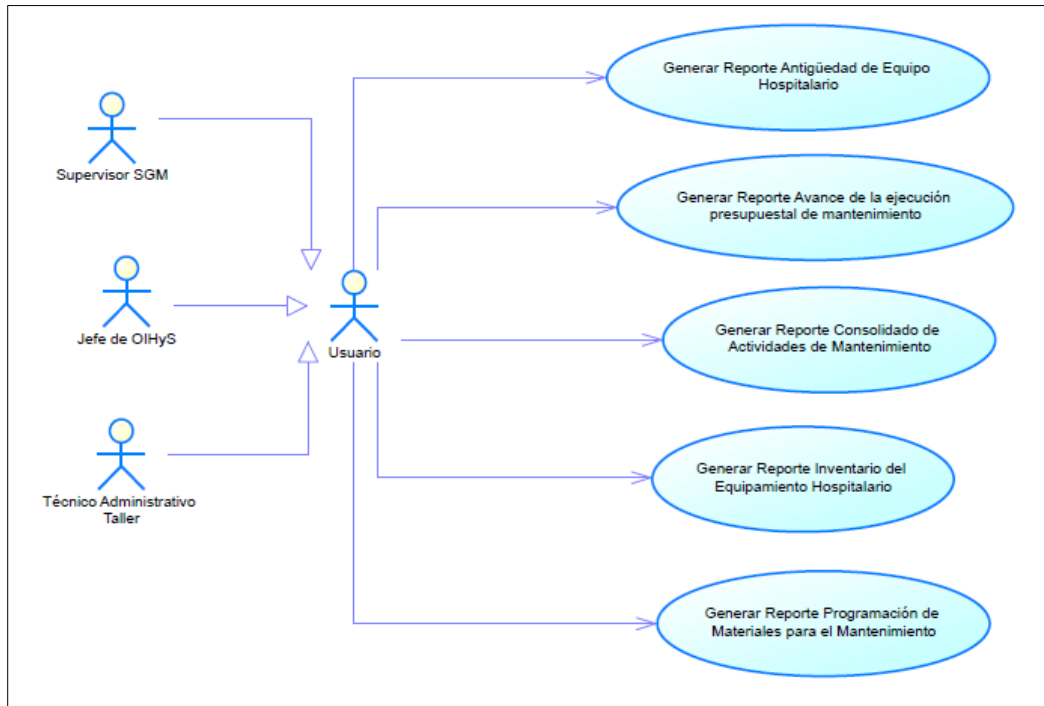 Generar Reporte Antigüedad de Equipo
Hospitalario
Supervisor SGM
Generar Reporte Avance de la ejecución
presupuestal de mantenimiento
Jefe de OIHyS
Usuario
Generar Reporte Consolidado de
Actividades de Mantenimiento
Técnico Administrativo
Taller
Generar Reporte Inventario del
Equipamiento Hospitalario
Generar Reporte Programación de
Materiales para el Mantenimiento